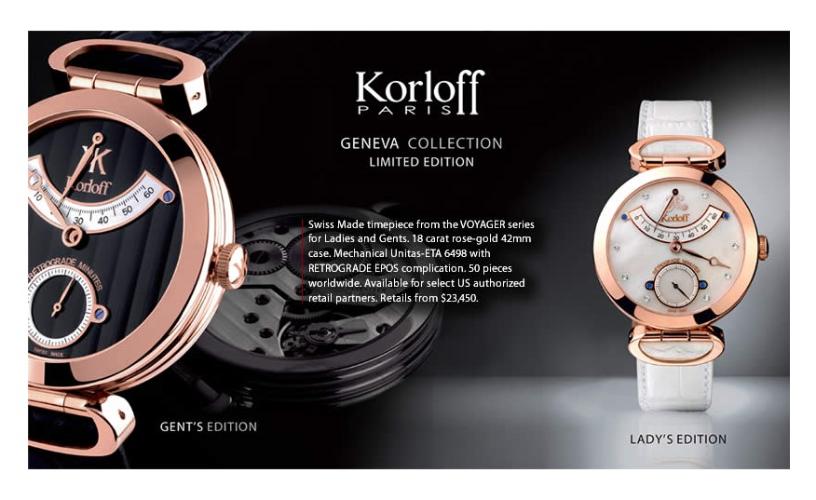 Korloff
PARIS
GENEVA COLLECTION
LIMITED EDITION
Swiss Made timepiece from the VOYAGER series
for Ladies and Gents. 18 carat rose-gold 42mm
case. Mechanical Unitas-ETA 6498 with
RETROGRADE EPOS complication. 50 pieces
worldwide. Available for select US authorized
retail partners. Retails from $23,450.
GENT'S EDITION
LADY'S EDITION
K
Korloff
10
30
40
50
60
RETROGRADE MINUTES
SWISS MADE
Korloff